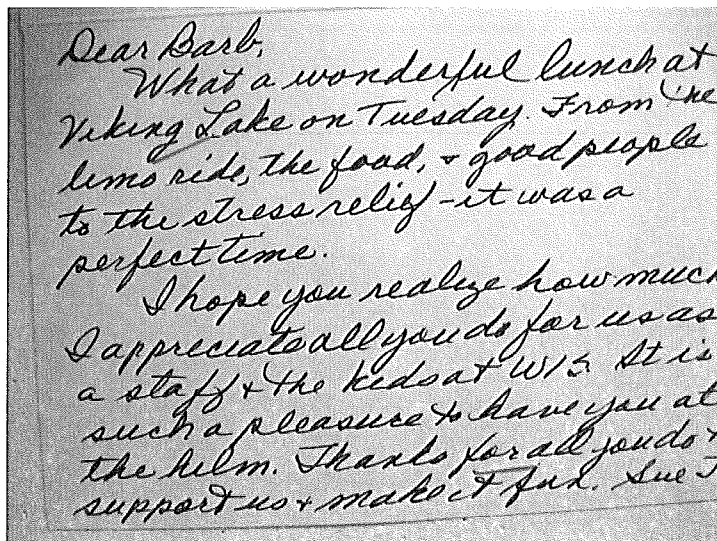 Dear Barb,
What a wonderful lunch at
Viking Lake on Tuesday. From the
limo ride, the food, + good people
to the stress relief - it was a
perfect time.
I hope you realize how much
I appreciate all you do for us as
a staff + the kids at WIS. It is
such a pleasure to have you at
the helm. Thanks for all you do +
support us + make it fun. Sue T